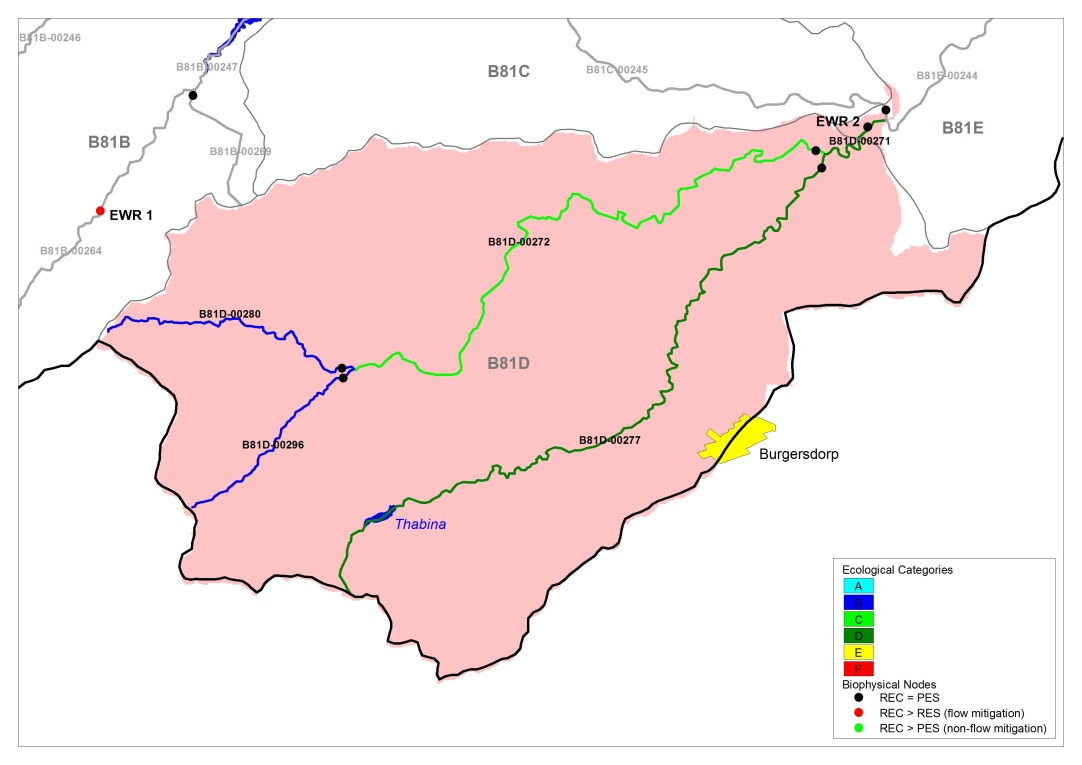 B81B-00246
B81B-00247
B81C
B81C-00245
B81E-00244
EWR 2
B81D-00271
B81E
B81B
B81B-00269
EWR 1
B81B-00264
B81D-00272
B81D-00280
B81D
B81D-00296
B81D-00277
Burgersdorp
Thabina
Ecological Categories
A
B
C
D
E
F
Biophysical Nodes
REC = PES
REC > RES (flow mitigation)
REC > PES (non-flow mitigation)